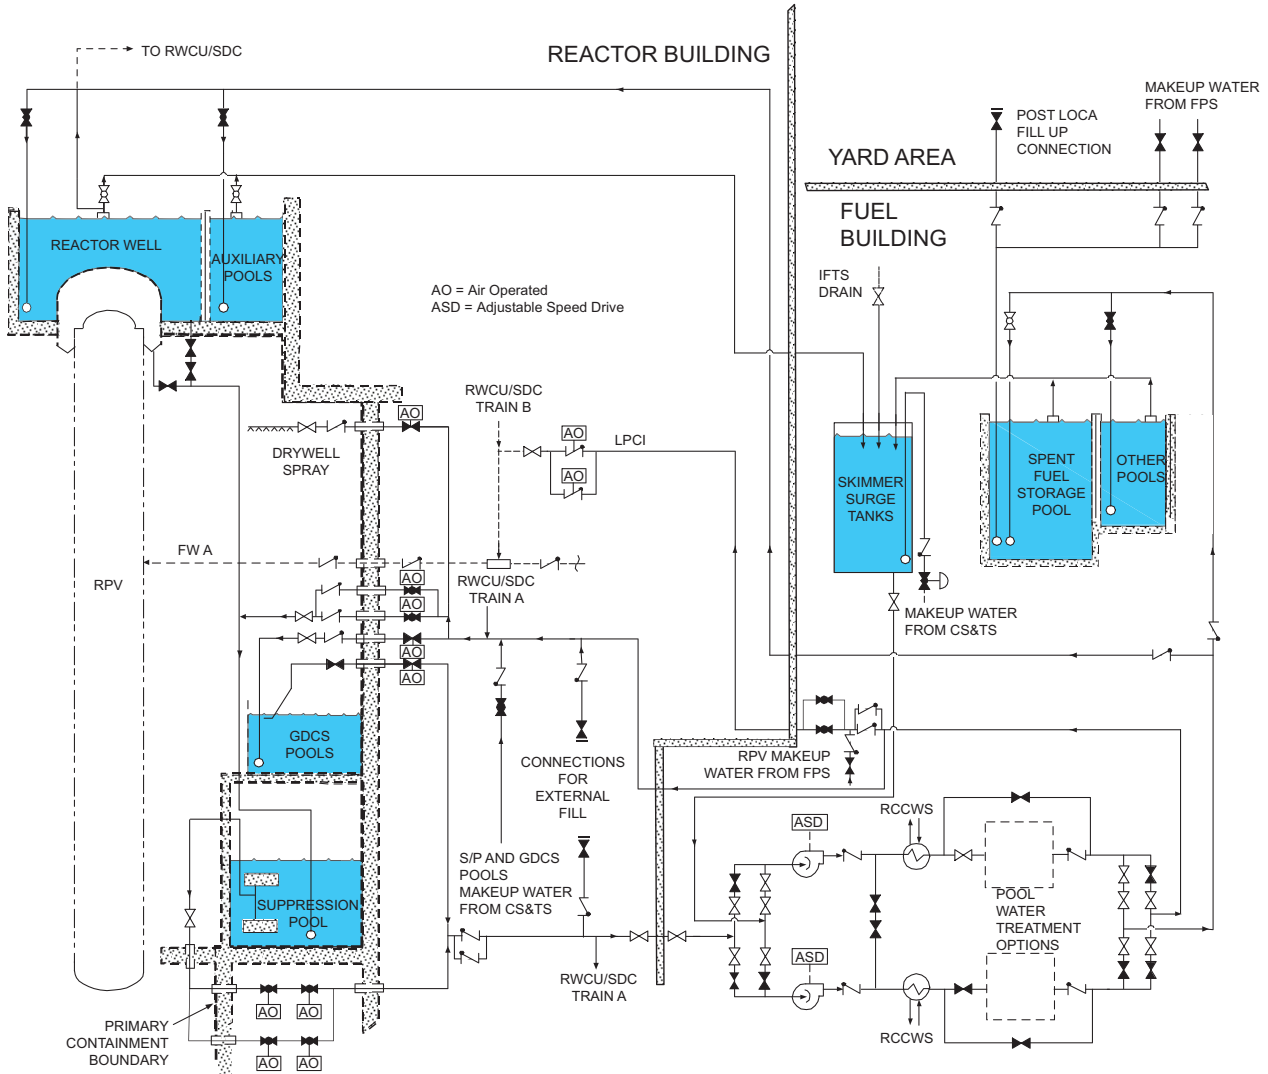 TO RWCU/SDC
REACTOR BUILDING
MAKEUP WATER
FROM FPS
POST LOCA
FILL UP
CONNECTION
YARD AREA
FUEL
BUILDING
REACTOR WELL
AUXILIARY
POOLS
IFTS
DRAIN
AO = Air Operated
ASD = Adjustable Speed Drive
RWCU/SDC
TRAIN B
AO
AO
LPCI
AO
DRYWELL
SPRAY
SKIMMER
SURGE
TANKS
SPENT
FUEL
STORAGE
POOL
OTHER
POOLS
FW A
RPV
RWCU/SDC
TRAIN A
AO
AO
AO
AO
MAKEUP WATER
FROM CS&TS
GDCS
POOLS
CONNECTIONS
FOR
EXTERNAL
FILL
RPV MAKEUP
WATER FROM FPS
S/P AND GDCS
POOLS
MAKEUP WATER
FROM CS&TS
ASD
RCCWS
POOL
WATER
TREATMENT
OPTIONS
SUPPRESSION
POOL
RWCU/SDC
TRAIN A
ASD
RCCWS
AO
AO
PRIMARY
CONTAINMENT
BOUNDARY
AO
AO